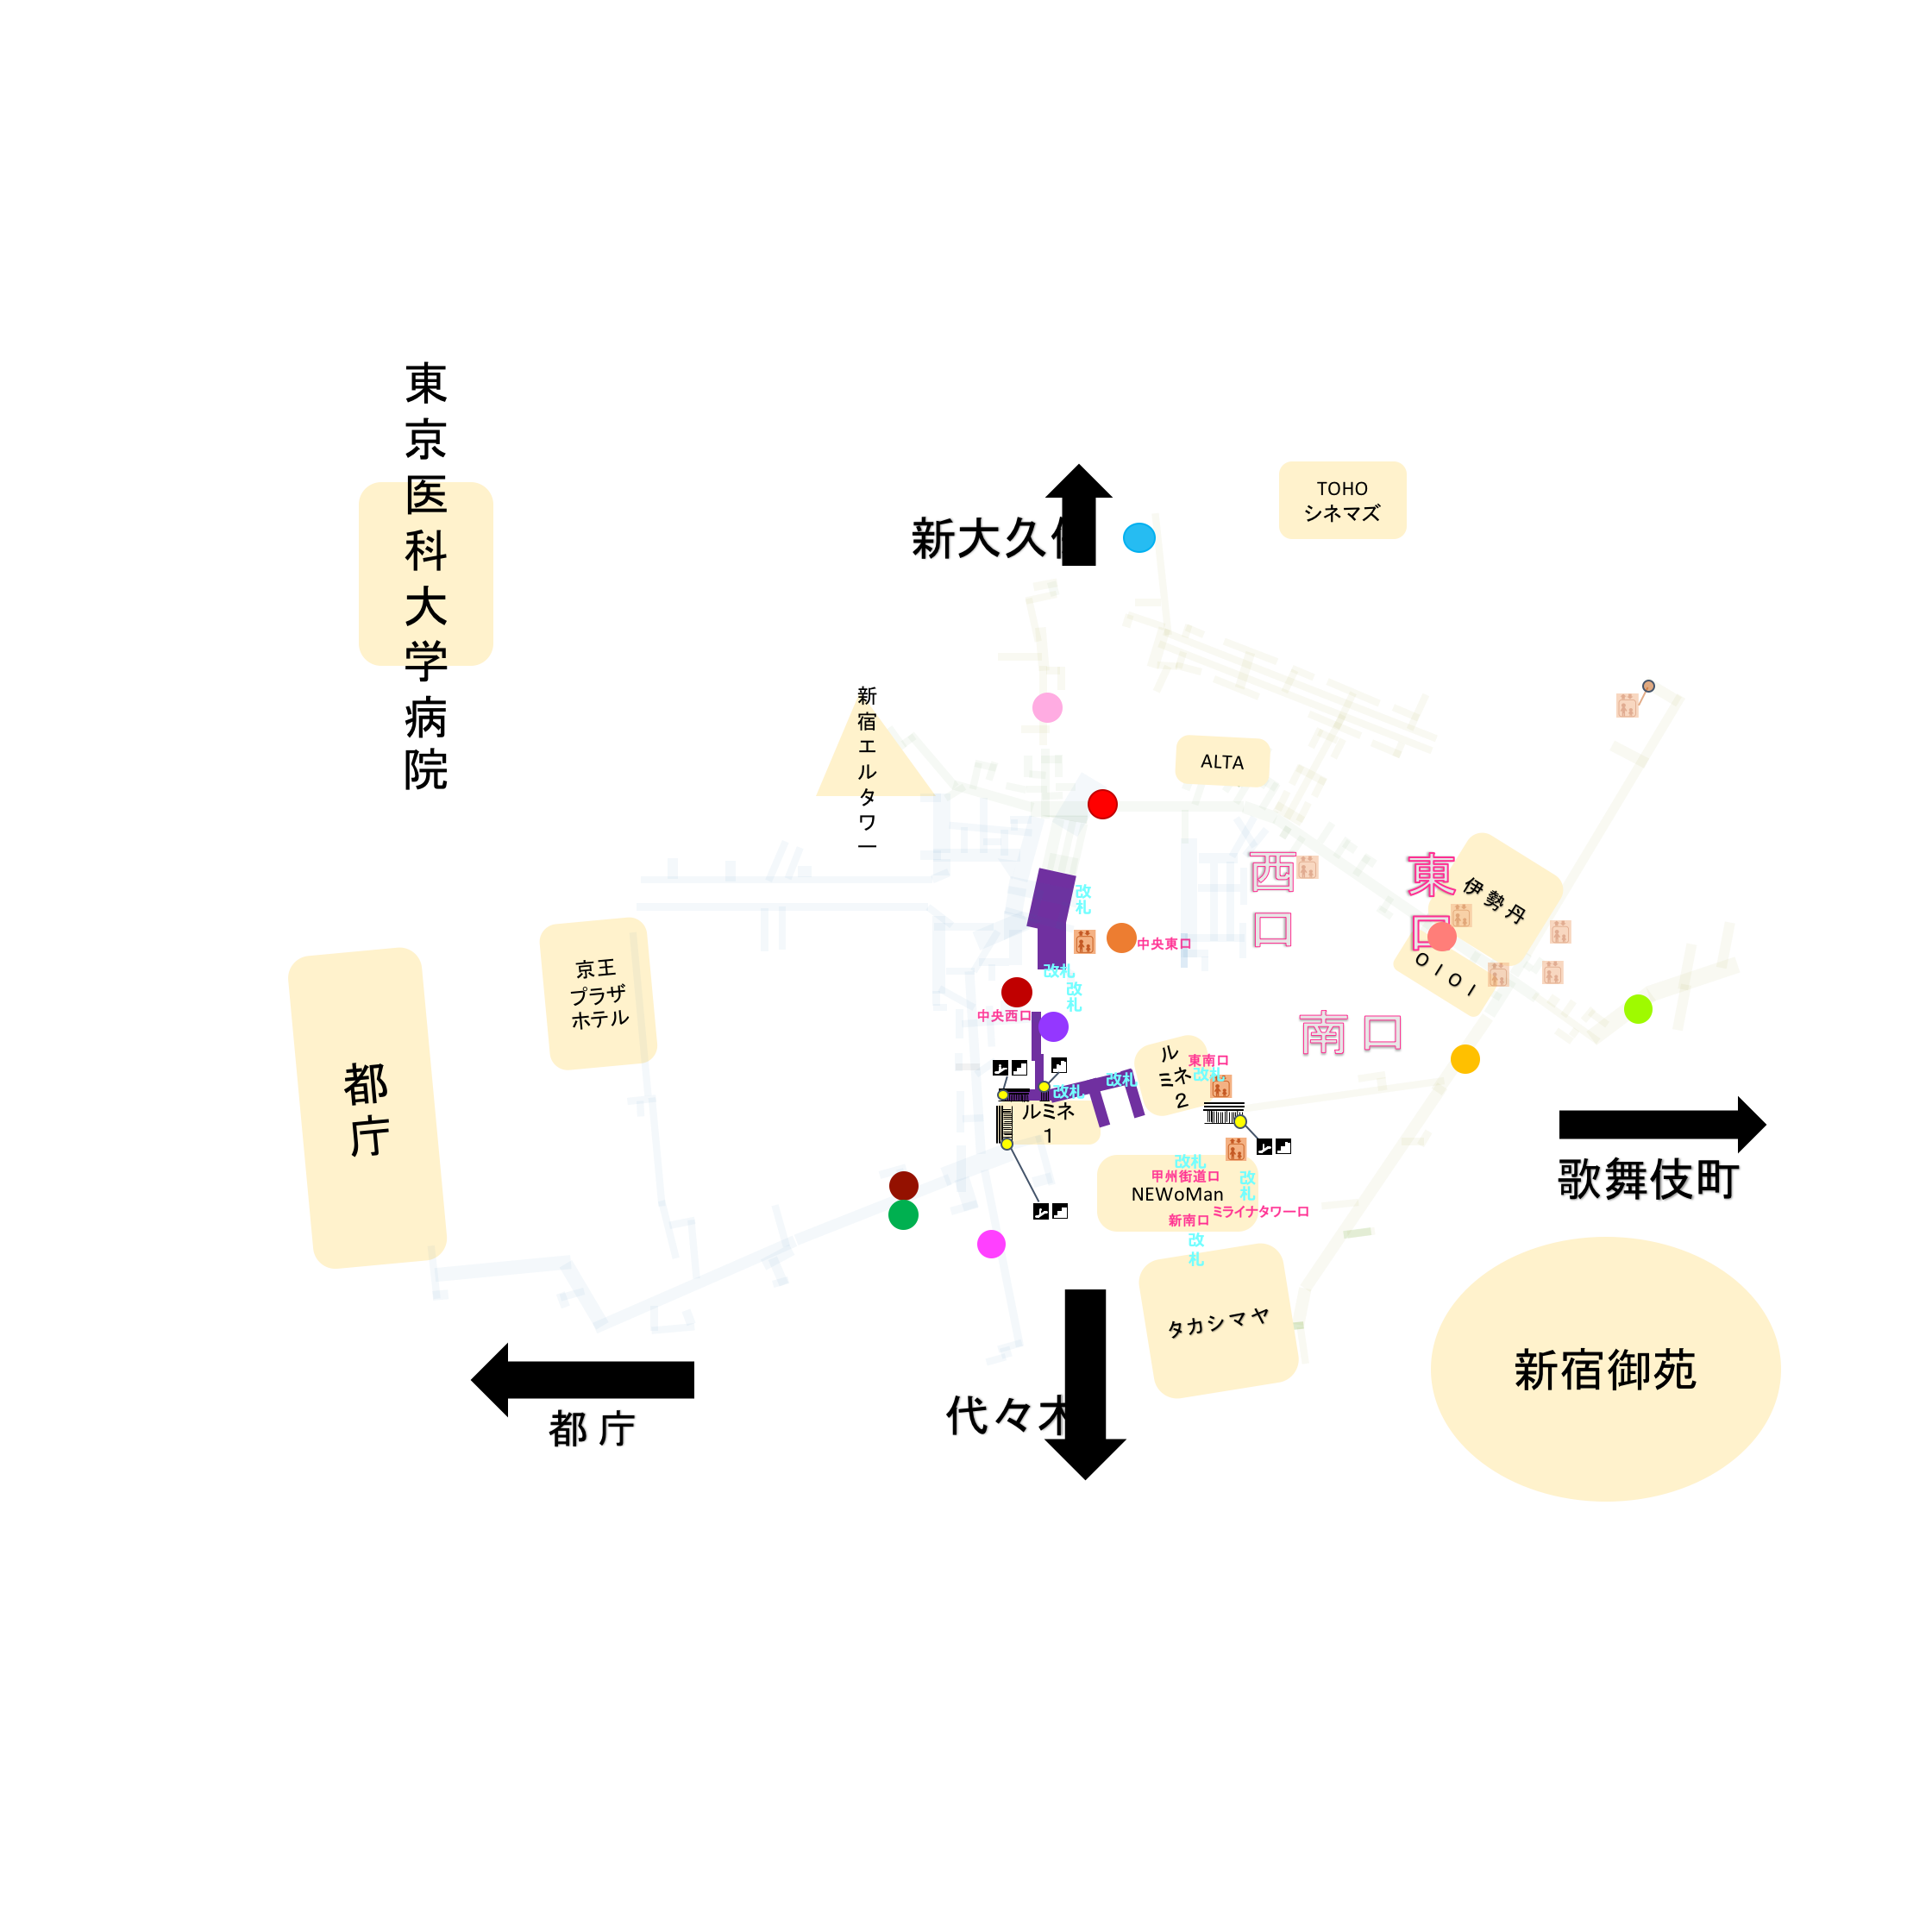 東京医科大学病院
新大久
TOHO
シネマズ
新宿エルタワー
ALTA
西口
東口
伊勢丹
OIOI
改札
中央東口
改札
改札
中央西口
京王
プラザ
ホテル
南口
都庁
ルミネ2
東南口
改札
改札
改札
ルミネ
1
歌舞伎町
改札
甲州街道口
NEWoMan
改札
ミライナタワー口
新南口
改札
タカシマヤ
新宿御苑
都庁
代々木